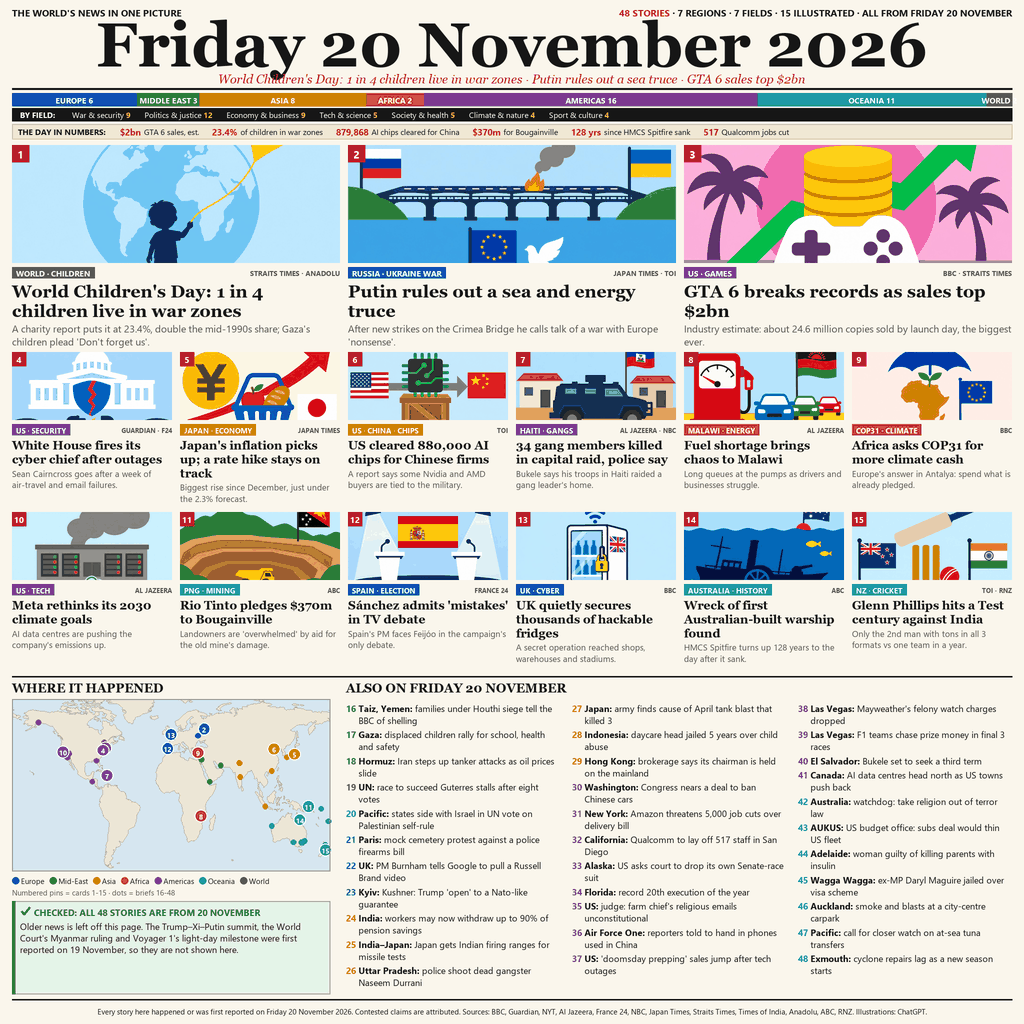 THE WORLD'S NEWS IN ONE PICTURE
48 STORIES · 7 REGIONS · 7 FIELDS · 15 ILLUSTRATED · ALL FROM FRIDAY 20 NOVEMBER
Friday 20 November 2026
World Children's Day: 1 in 4 children live in war zones · Putin rules out a sea truce · GTA 6 sales top $2bn
EUROPE 6 MIDDLE EAST 3 ASIA 8 AFRICA 2 AMERICAS 16 OCEANIA 11 WORLD
BY FIELD: War & security 9 Politics & justice 12 Economy & business 9 Tech & science 5 Society & health 5 Climate & nature 4 Sport & culture 4
THE DAY IN NUMBERS: $2bn GTA 6 sales, est. 23.4% of children in war zones 879,868 AI chips cleared for China $370m for Bougainville 128 yrs since HMCS Spitfire sank 517 Qualcomm jobs cut
1
WORLD · CHILDREN STRAITS TIMES · ANADOLU
World Children's Day: 1 in 4
children live in war zones
A charity report puts it at 23.4%, double the mid-1990s share; Gaza's
children plead 'Don't forget us'.
2
RUSSIA · UKRAINE WAR JAPAN TIMES · TOI
Putin rules out a sea and energy
truce
After new strikes on the Crimea Bridge he calls talk of a war with Europe
'nonsense'.
3
US · GAMES BBC · STRAITS TIMES
GTA 6 breaks records as sales top
$2bn
Industry estimate: about 24.6 million copies sold by launch day, the biggest
ever.
4
US · SECURITY GUARDIAN · F24
White House fires its
cyber chief after outages
Sean Cairncross goes after a week of
air-travel and email failures.
5
¥
JAPAN · ECONOMY JAPAN TIMES
Japan's inflation picks
up; a rate hike stays on
track
Biggest rise since December, just under
the 2.3% forecast.
6
US · CHINA · CHIPS TOI
US cleared 880,000 AI
chips for Chinese firms
A report says some Nvidia and AMD
buyers are tied to the military.
7
HAITI · GANGS AL JAZEERA · NBC
34 gang members killed
in capital raid, police say
Bukele says his troops in Haiti raided a
gang leader's home.
8
MALAWI · ENERGY AL JAZEERA
Fuel shortage brings
chaos to Malawi
Long queues at the pumps as drivers and
businesses struggle.
9
COP31 · CLIMATE AL JAZEERA
Africa asks COP31 for
more climate cash
Europe's answer in Antalya: spend what is
already pledged.
10
US · TECH AL JAZEERA
Meta rethinks its 2030
climate goals
AI data centres are pushing the
company's emissions up.
11
PNG · MINING ABC
Rio Tinto pledges $370m
to Bougainville
Landowners are 'overwhelmed' by aid for
the old mine's damage.
12
SPAIN · ELECTION FRANCE 24
Sánchez admits 'mistakes'
in TV debate
Spain's PM faces Feijóo in the campaign's
only debate.
13
UK · CYBER BBC
UK quietly secures
thousands of hackable
fridges
A secret operation reached shops,
warehouses and stadiums.
14
AUSTRALIA · HISTORY ABC
Wreck of first
Australian-built warship
found
HMCS Spitfire turns up 128 years to the
day after it sank.
15
NZ · CRICKET TOI · RNZ
Glenn Phillips hits a Test
century against India
Only the 2nd man with tons in all 3
formats vs one team in a year.
WHERE IT HAPPENED
13
2
12
9
10
4
7
6
5
8
11
14
15
Europe Mid-East Asia Africa Americas Oceania World
Numbered pins = cards 1-15 · dots = briefs 16-48
✔ CHECKED: ALL 48 STORIES ARE FROM 20 NOVEMBER
Older news is left off this page. The Trump–Xi–Putin summit, the World
Court's Myanmar ruling and Voyager 1's light-day milestone were first
reported on 19 November, so they are not shown here.
ALSO ON FRIDAY 20 NOVEMBER
16 Taiz, Yemen: families under Houthi siege tell the
BBC of shelling
17 Gaza: displaced children rally for school, health
and safety
18 Hormuz: Iran steps up tanker attacks as oil prices
slide
19 UN: race to succeed Guterres stalls after eight
votes
20 Pacific: states side with Israel in UN vote on
Palestinian self-rule
21 Paris: mock cemetery protest against a police
firearms bill
22 UK: PM Burnham tells Google to pull a Russell
Brand video
23 Kyiv: Kushner: Trump 'open' to a Nato-like
guarantee
24 India: workers may now withdraw up to 90% of
pension savings
25 India–Japan: Japan gets Indian firing ranges for
missile tests
26 Uttar Pradesh: police shoot dead gangster
Naseem Durrani
27 Japan: army finds cause of April tank blast that
killed 3
28 Indonesia: daycare head jailed 5 years over child
abuse
29 Hong Kong: brokerage says its chairman is held
on the mainland
30 Washington: Congress nears a deal to ban
Chinese cars
31 New York: Amazon threatens 5,000 job cuts over
delivery bill
32 California: Qualcomm to lay off 517 staff in San
Diego
33 Alaska: US asks court to drop its own Senate-race
suit
34 Florida: record 20th execution of the year
35 US: judge: farm chief's religious emails
unconstitutional
36 Air Force One: reporters told to hand in phones
used in China
37 US: 'doomsday prepping' sales jump after tech
outages
38 Las Vegas: Mayweather's felony watch charges
dropped
39 Las Vegas: F1 teams chase prize money in final 3
races
40 El Salvador: Bukele set to seek a third term
41 Canada: AI data centres head north as US towns
push back
42 Australia: watchdog: take religion out of terror
law
43 AUKUS: US budget office: subs deal would thin
US fleet
44 Adelaide: woman guilty of killing parents with
insulin
45 Wagga Wagga: ex-MP Daryl Maguire jailed over
visa scheme
46 Auckland: smoke and blasts at a city-centre
carpark
47 Pacific: call for closer watch on at-sea tuna
transfers
48 Exmouth: cyclone repairs lag as a new season
starts
Every story here happened or was first reported on Friday 20 November 2026. Contested claims are attributed. Sources: BBC, Guardian, NYT, Al Jazeera, France 24, NBC, Japan Times, Straits Times, Times of India, Anadolu, ABC, RNZ. Illustrations: ChatGPT.